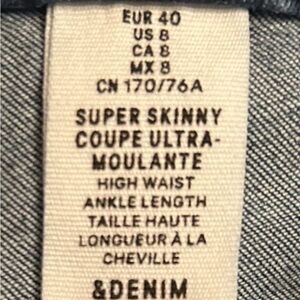 EUR 40
US 8
CA 8
MX 8
CN 170/76A
SUPER SKINNY
COUPE ULTRA-
MOULANTE
HIGH WAIST
ANKLE LENGTH
TAILLE HAUTE
LONGUEUR À LA
CHEVILLE
&DENIM